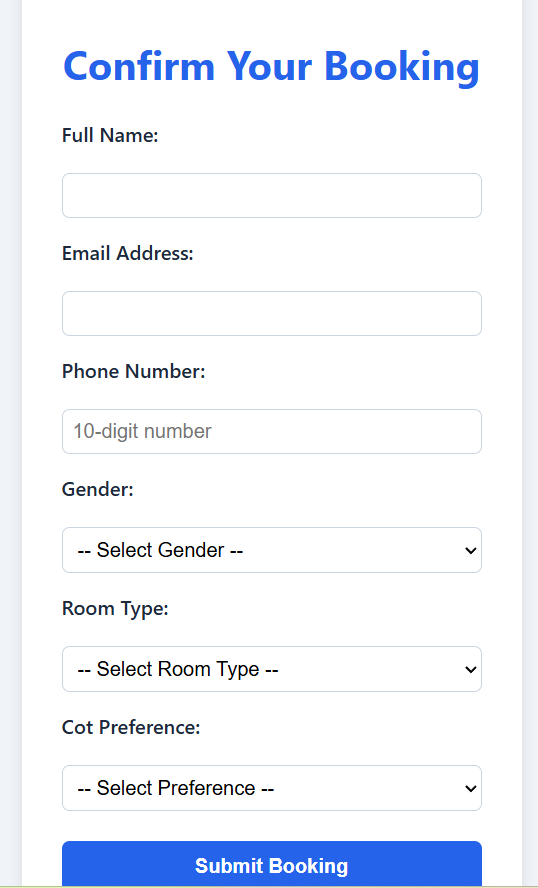 Confirm Your Booking
Full Name:
Email Address:
Phone Number:
10-digit number
Gender:
-- Select Gender --
Room Type:
-- Select Room Type --
Cot Preference:
-- Select Preference --
Submit Booking